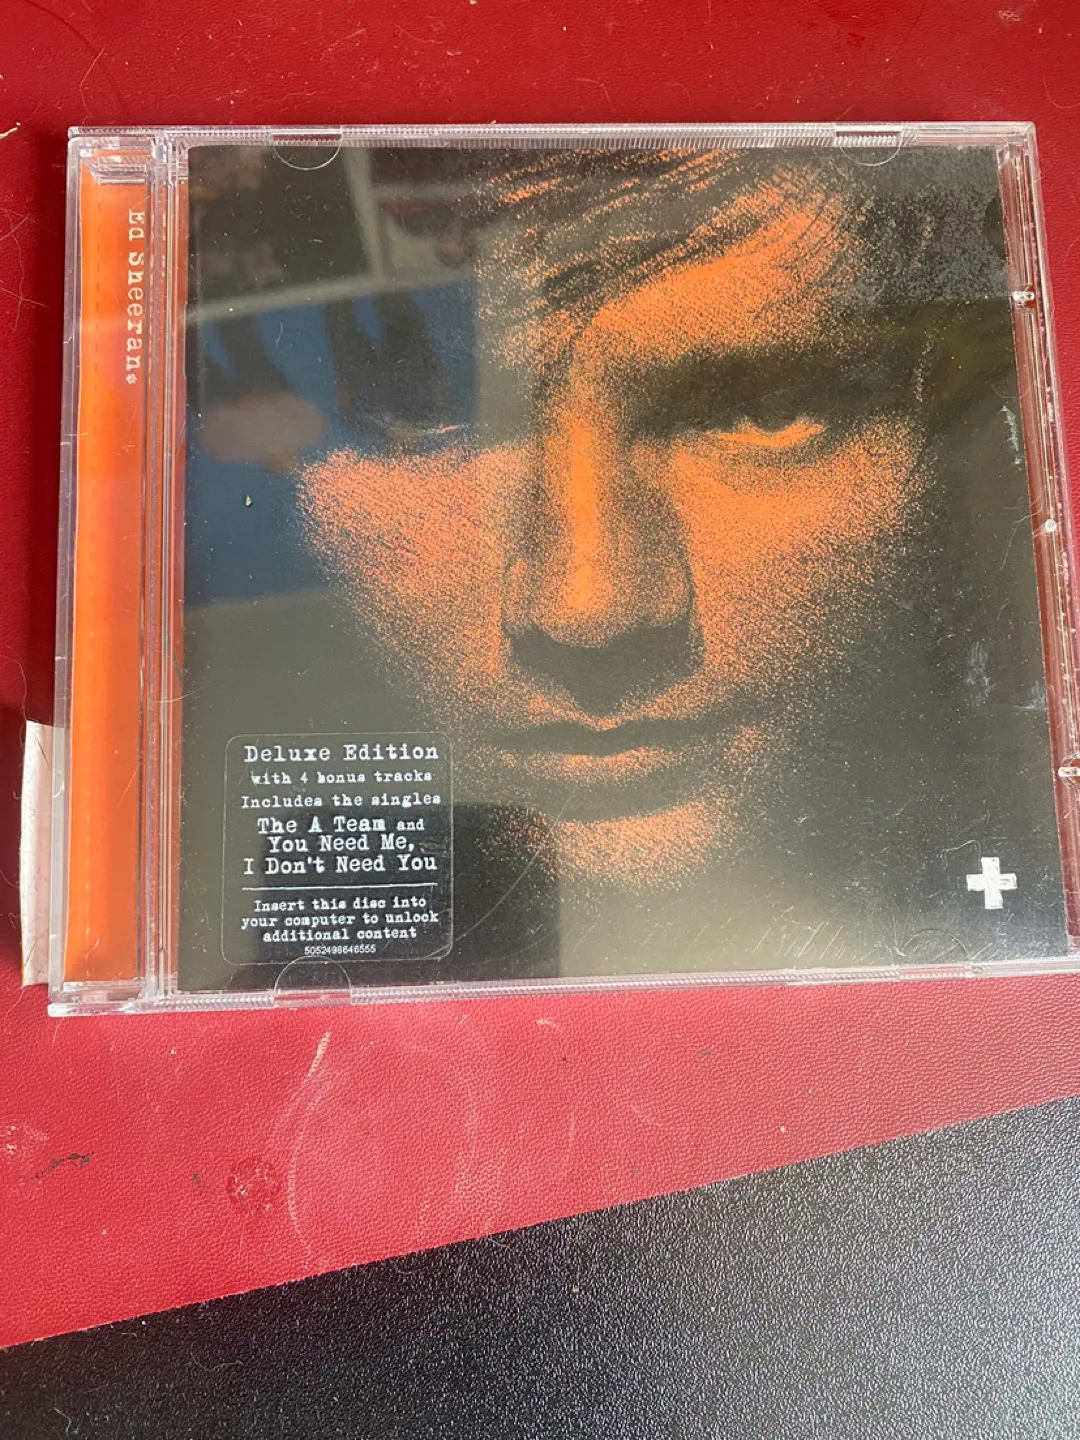 Ed Sheeran
Deluxe Edition
with 4 bonus tracks
Includes the singles
The A Team and
You Need Me,
I Don't Need You
Insert this disc into
your computer to unlock
additional content
5052498646555